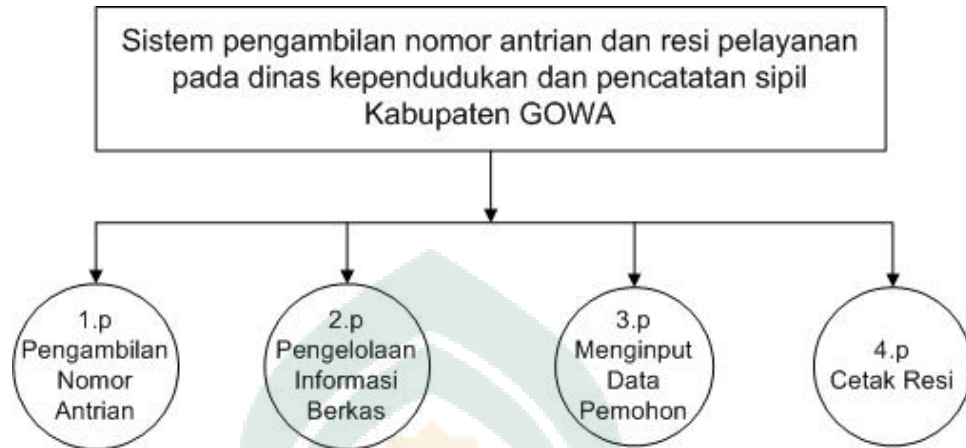 Sistem pengambilan nomor antrian dan resi pelayanan
pada dinas kependudukan dan pencatatan sipil
Kabupaten GOWA
1.p
Pengambilan
Nomor
Antrian
2.p
Pengelolaan
Informasi
Berkas
3.p
Menginput
Data
Pemohon
4.p
Cetak Resi